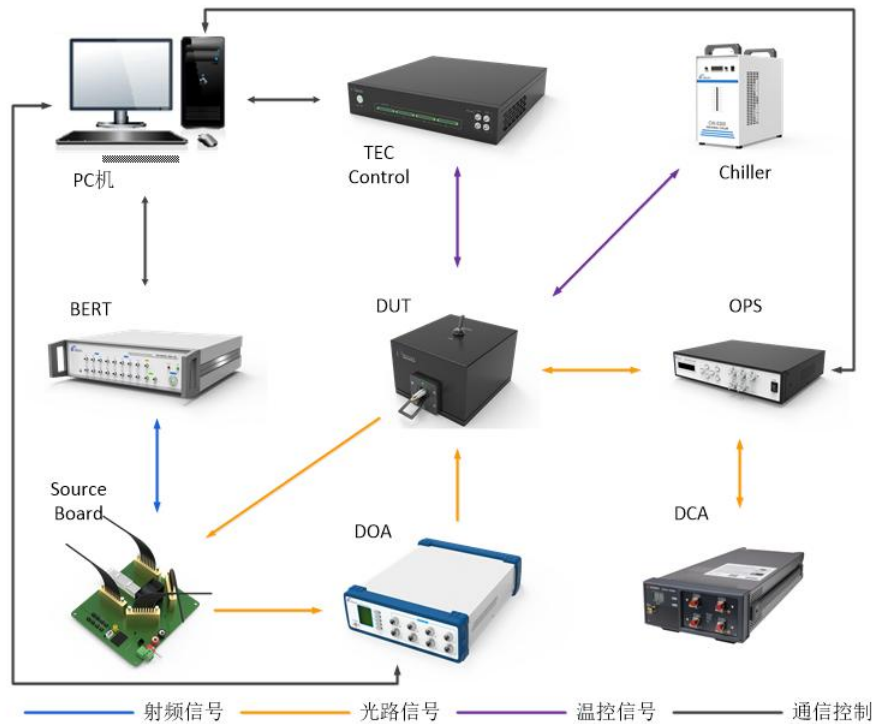 PC机
TEC
Control
Chiller
BERT
DUT
OPS
Source
Board
DOA
DCA
射频信号
光路信号
温控信号
通信控制